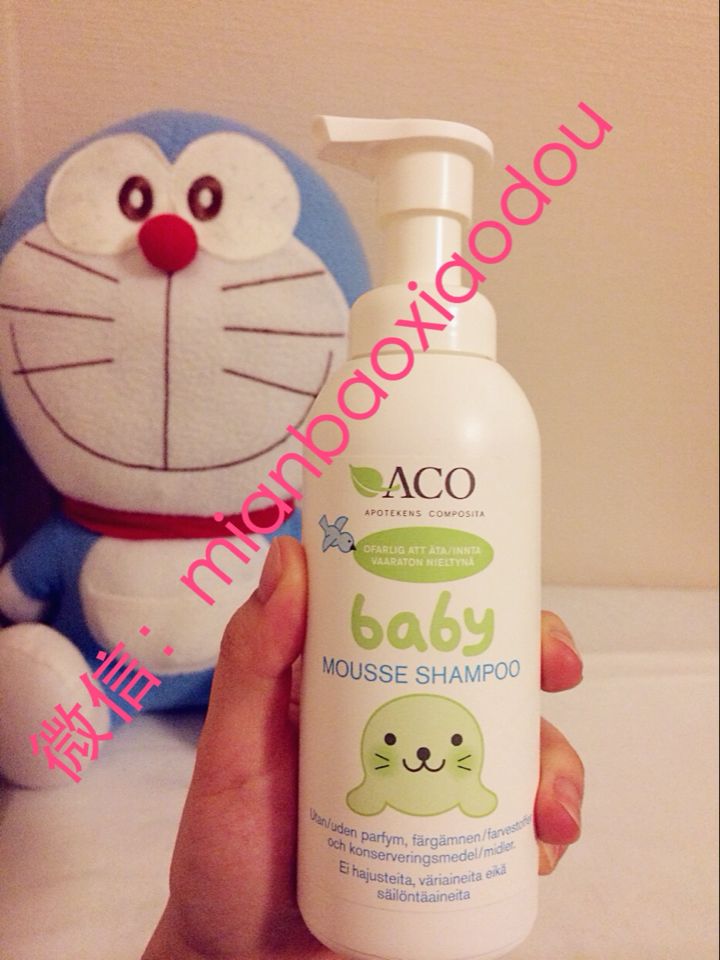 微信：mianbaoxiaodou
ACO
APOTEKENS COMPOSITA
OFARLIG ATT ÄTA/INNTA
VAARATON NIELTYNÄ
baby
MOUSSE SHAMPOO
Utan/uden parfym, färgämnen/farvestoffer
och konserveringsmedel/midler.
Ei hajusteita, väriaineita eikä
säilöntäaineita